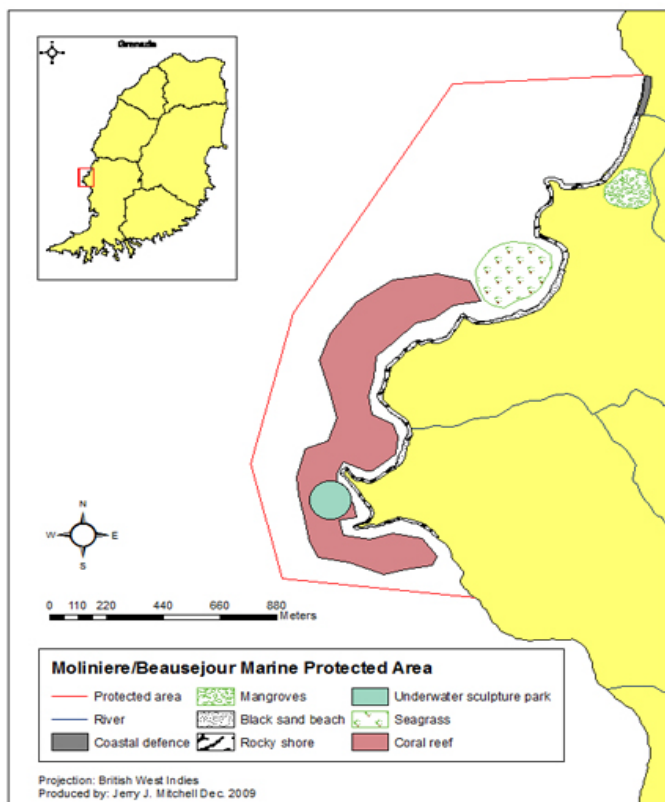 Grenada
N
W E
S
0 110 220 440 660 880
Meters
Moliniere/Beausejour Marine Protected Area
Protected area
River
Coastal defence
Mangroves
Black sand beach
Rocky shore
Underwater sculpture park
Seagrass
Coral reef
Projection: British West Indies
Produced by: Jerry J. Mitchell Dec. 2009